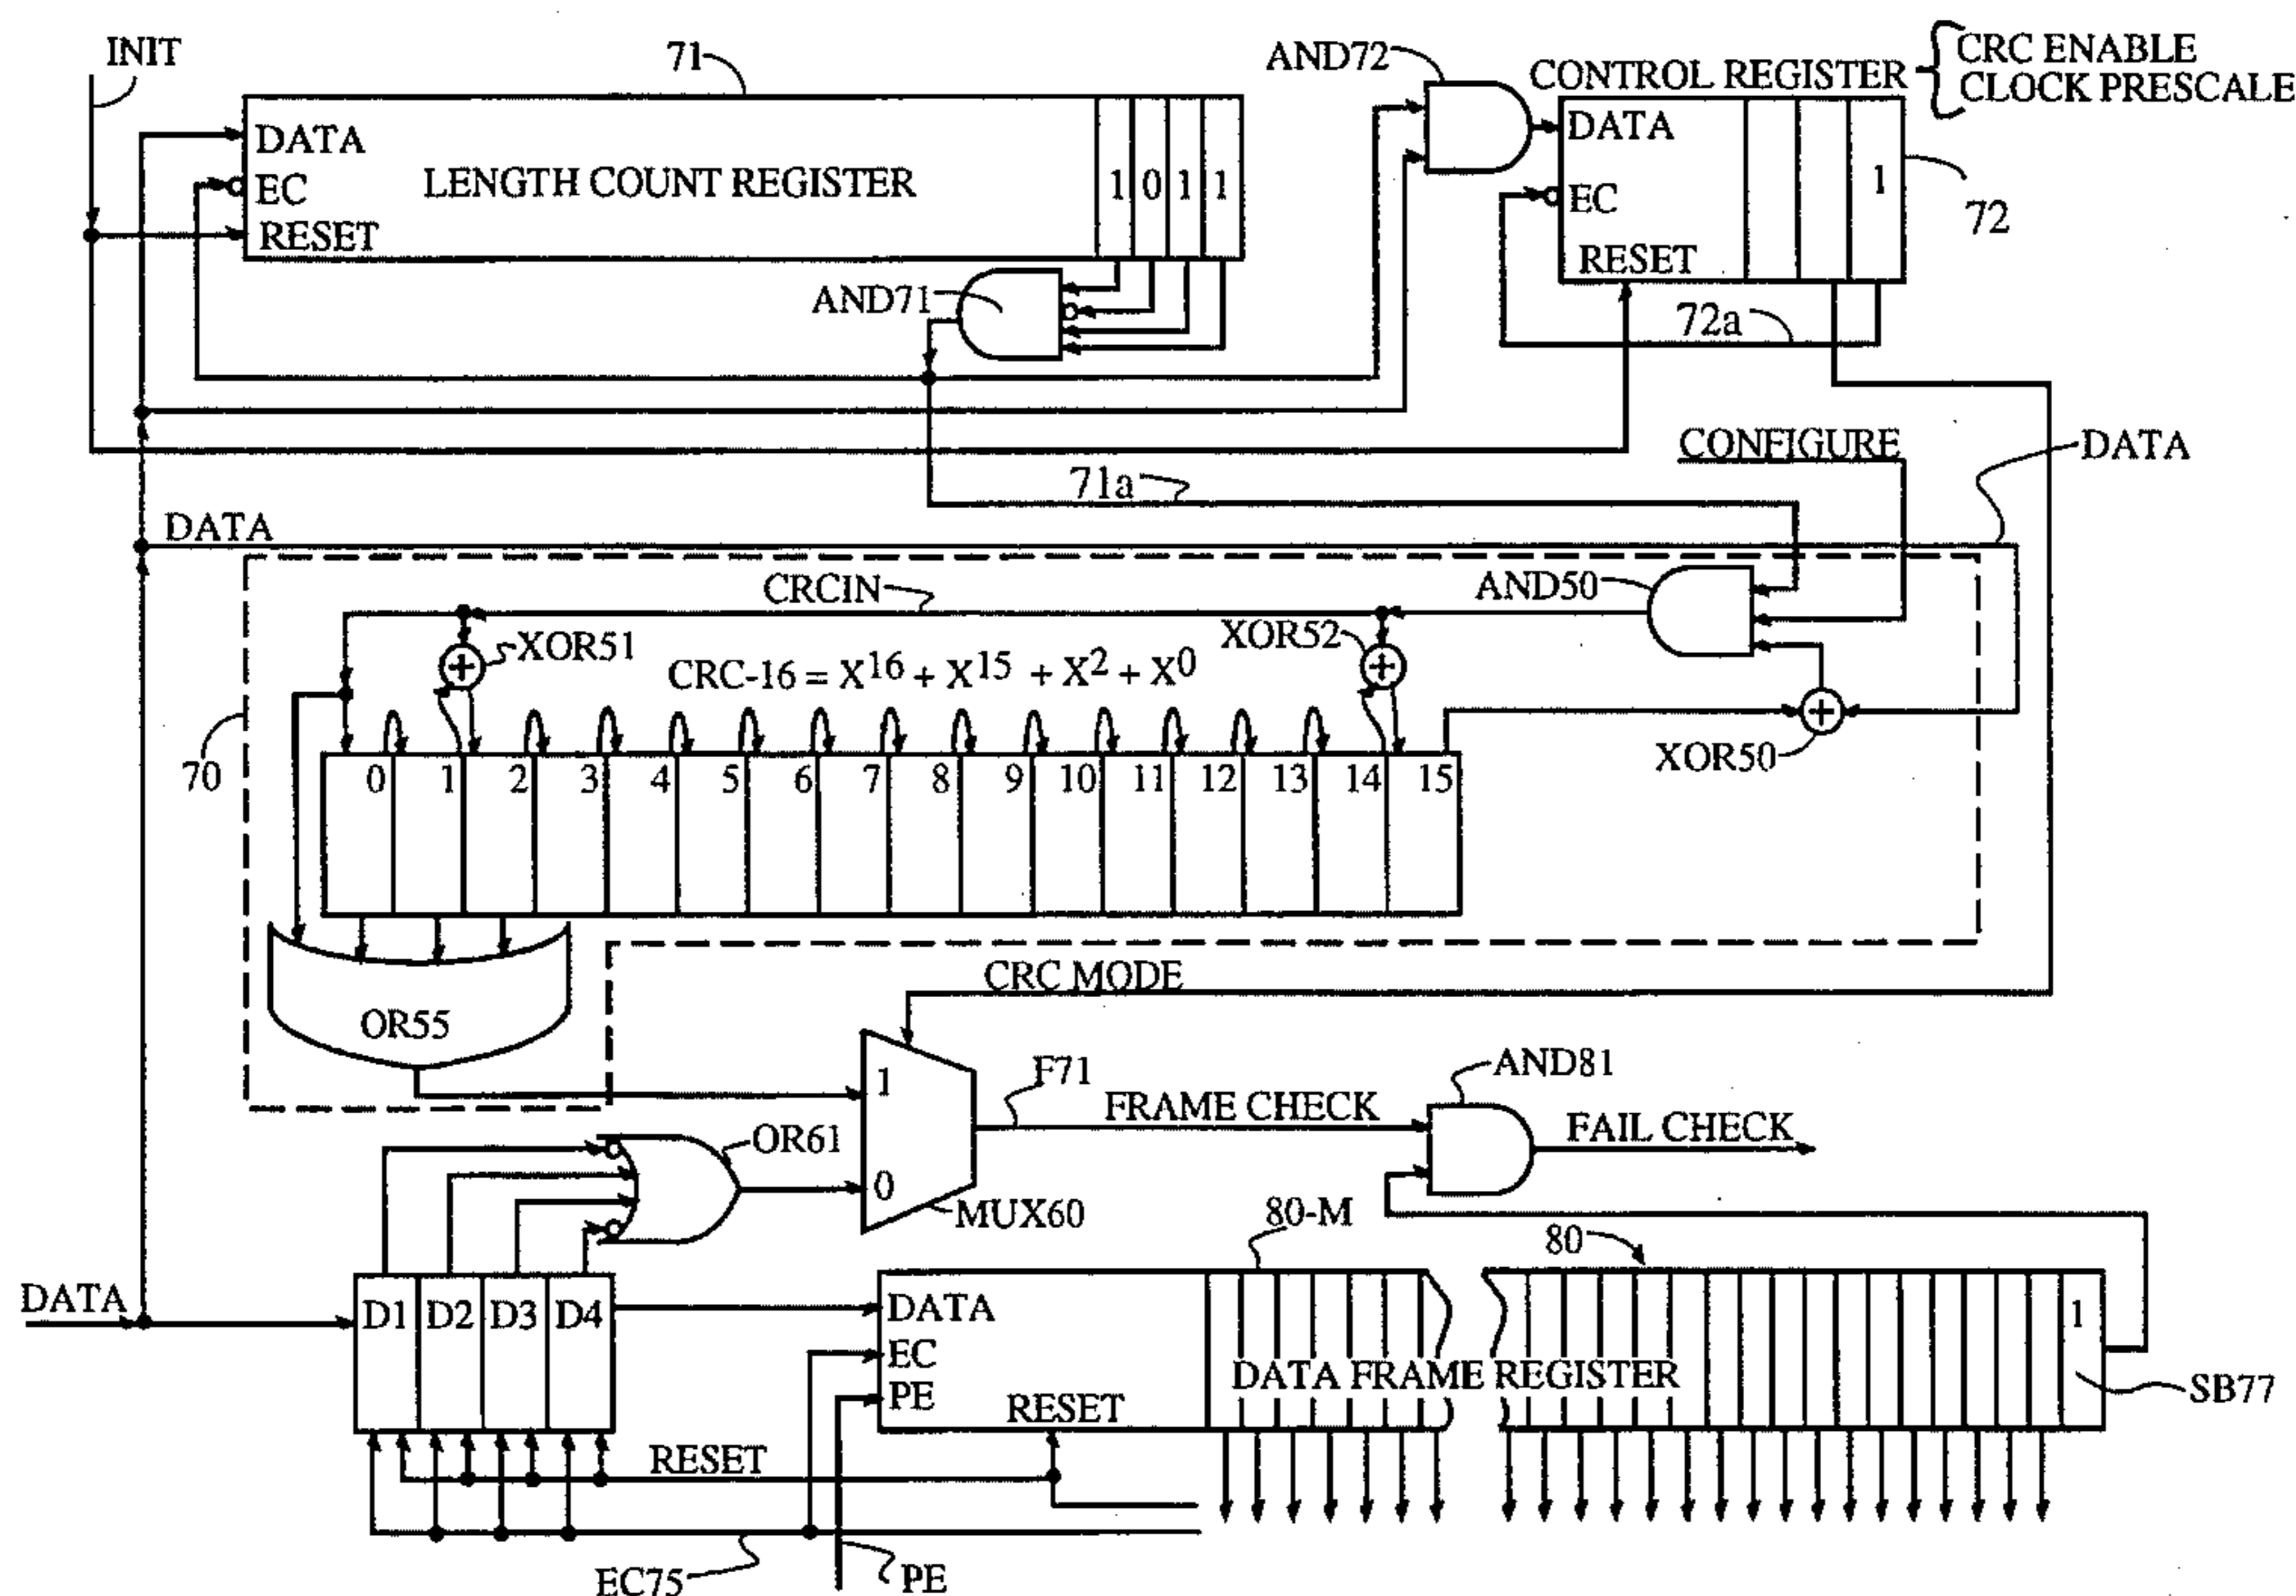 INIT
71
AND72
CONTROL REGISTER
CRC ENABLE
CLOCK PRESCALE
DATA
EC
RESET
LENGTH COUNT REGISTER
1 0 1 1
DATA
EC
RESET
1
72
AND71
72a
CONFIGURE
DATA
71a
DATA
CRCIN
AND50
XOR51
XOR52
CRC-16 = X16 + X15 + X2 + X0
70
XOR50
0 1 2 3 4 5 6 7 8 9 10 11 12 13 14 15
CRC MODE
OR55
1
0
F71
FRAME CHECK
AND81
FAIL CHECK
OR61
MUX60
80-M
80
DATA
D1 D2 D3 D4
DATA
EC
PE
RESET
DATA FRAME REGISTER
1
SB77
RESET
EC75
PE